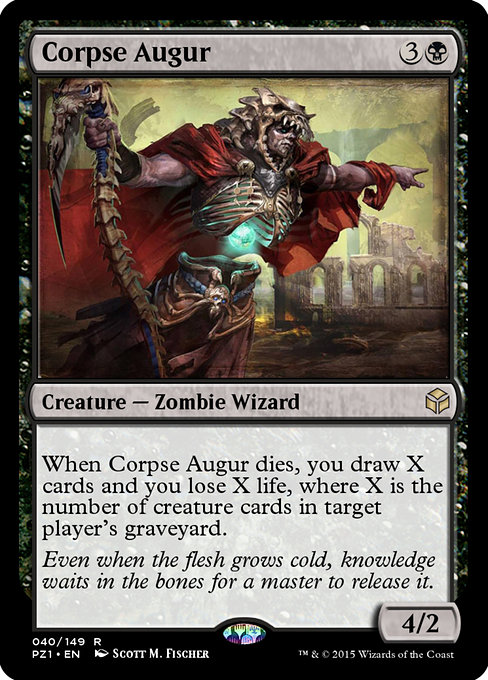 Corpse Augur 3
Creature — Zombie Wizard
When Corpse Augur dies, you draw X
cards and you lose X life, where X is the
number of creature cards in target
player's graveyard.
Even when the flesh grows cold, knowledge
waits in the bones for a master to release it.
4/2
040/149 R
PZ1 • EN Scott M. Fischer ™ & © 2015 Wizards of the Coast